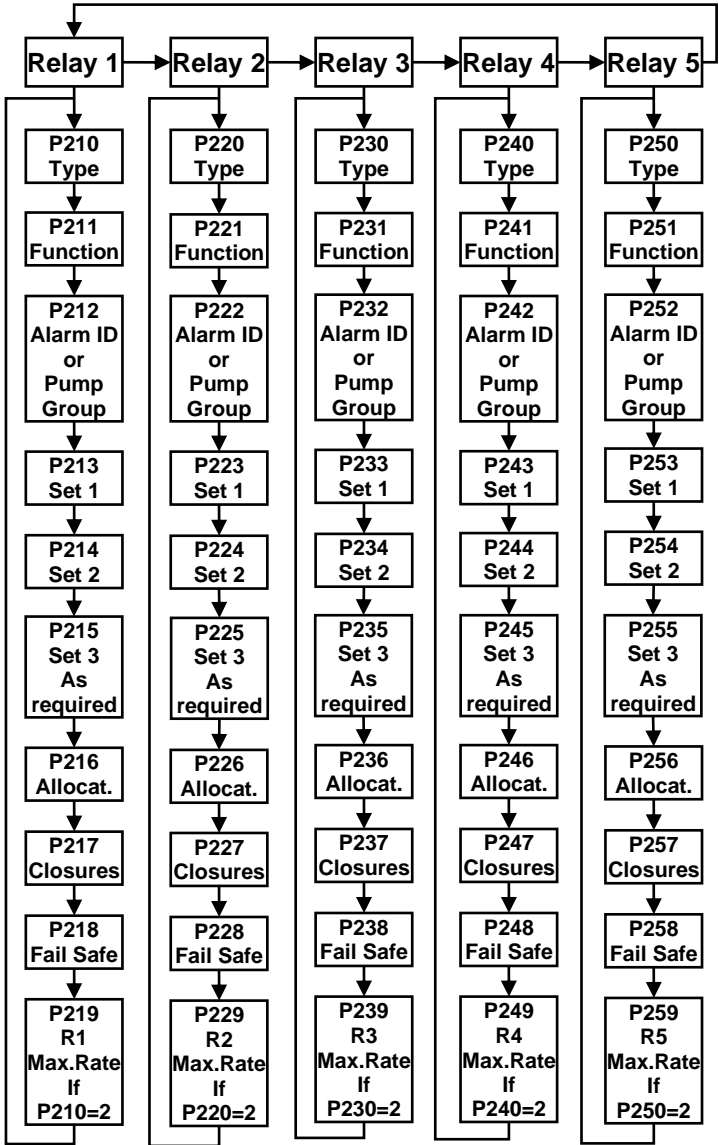 Relay 1
Relay 2
Relay 3
Relay 4
Relay 5
P210
Type
P211
Function
P212
Alarm ID
or
Pump
Group
P213
Set 1
P214
Set 2
P215
Set 3
As
required
P216
Allocat.
P217
Closures
P218
Fail Safe
P219
R1
Max.Rate
If
P210=2
P220
Type
P221
Function
P222
Alarm ID
or
Pump
Group
P223
Set 1
P224
Set 2
P225
Set 3
As
required
P226
Allocat.
P227
Closures
P228
Fail Safe
P229
R2
Max.Rate
If
P220=2
P230
Type
P231
Function
P232
Alarm ID
or
Pump
Group
P233
Set 1
P234
Set 2
P235
Set 3
As
required
P236
Allocat.
P237
Closures
P238
Fail Safe
P239
R3
Max.Rate
If
P230=2
P240
Type
P241
Function
P242
Alarm ID
or
Pump
Group
P243
Set 1
P244
Set 2
P245
Set 3
As
required
P246
Allocat.
P247
Closures
P248
Fail Safe
P249
R4
Max.Rate
If
P240=2
P250
Type
P251
Function
P252
Alarm ID
or
Pump
Group
P253
Set 1
P254
Set 2
P255
Set 3
As
required
P256
Allocat.
P257
Closures
P258
Fail Safe
P259
R5
Max.Rate
If
P250=2